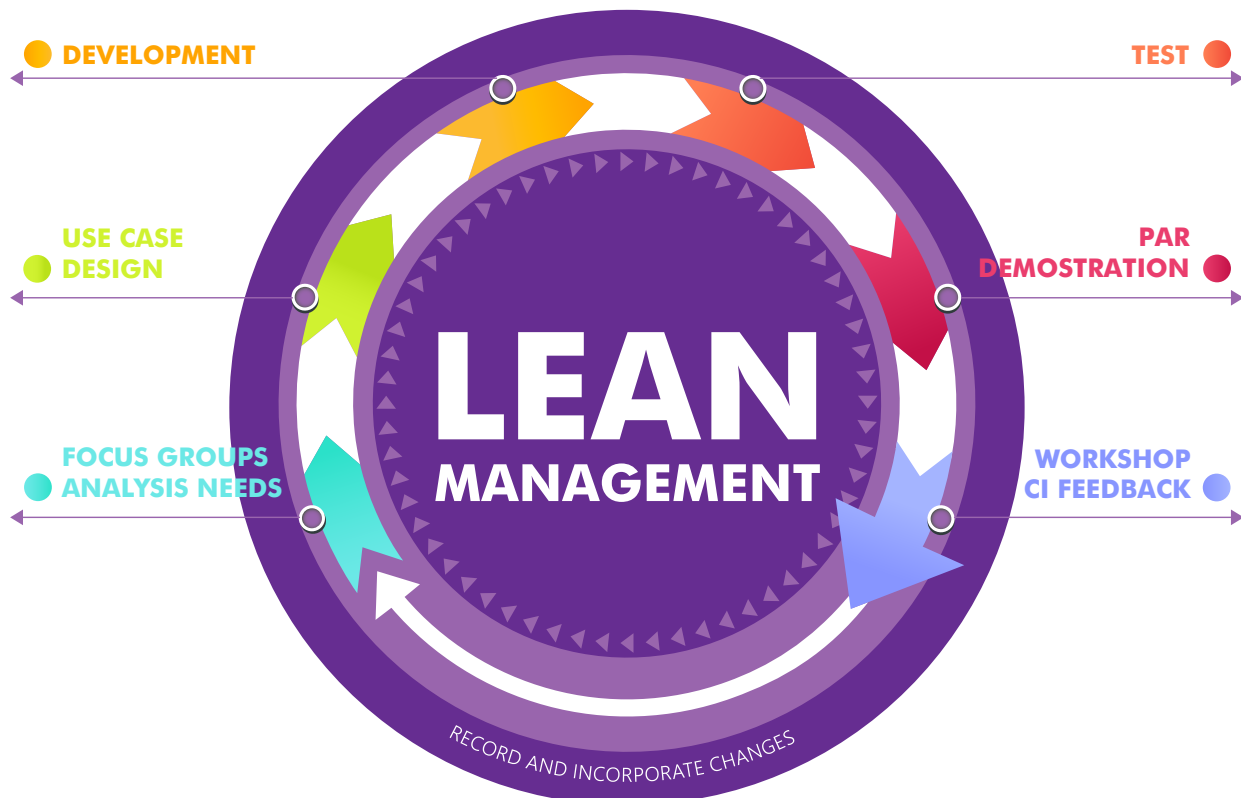 DEVELOPMENT
TEST
USE CASE
DESIGN
PAR
DEMOSTRATION
LEAN
MANAGEMENT
FOCUS GROUPS
ANALYSIS NEEDS
WORKSHOP
CI FEEDBACK
RECORD AND INCORPORATE CHANGES